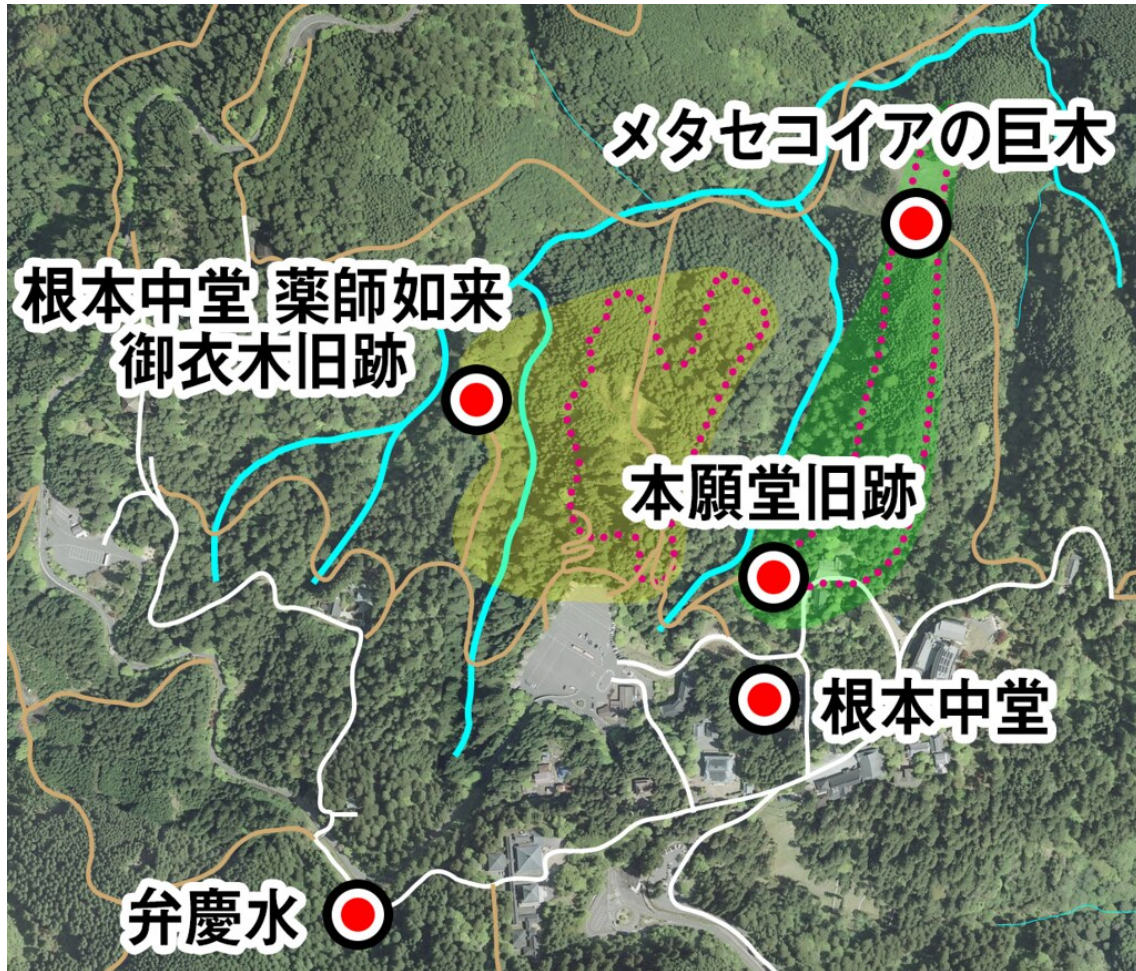 メタセコイアの巨木
根本中堂 薬師如来
御衣木旧跡
本願堂旧跡
根本中堂
弁慶水